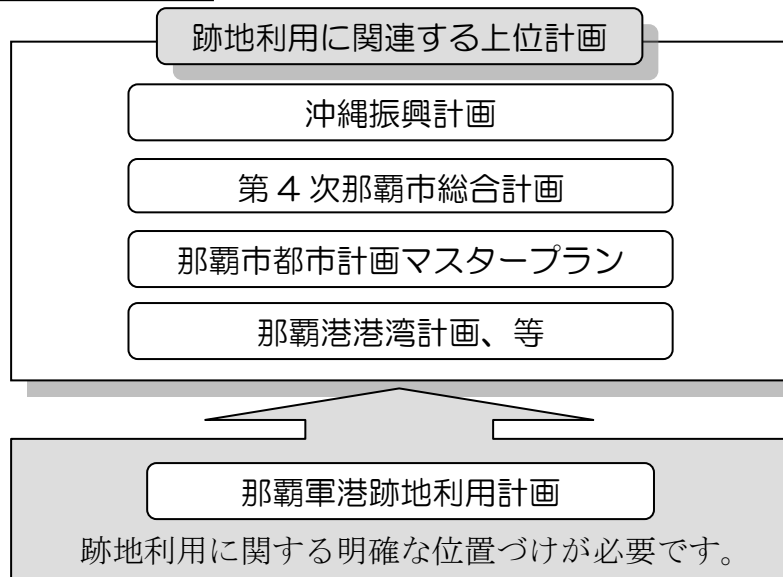 跡地利用に関連する上位計画
沖縄振興計画
第4次那覇市総合計画
那覇市都市計画マスタープラン
那覇港港湾計画、等
那覇軍港跡地利用計画
跡地利用に関する明確な位置づけが必要です。